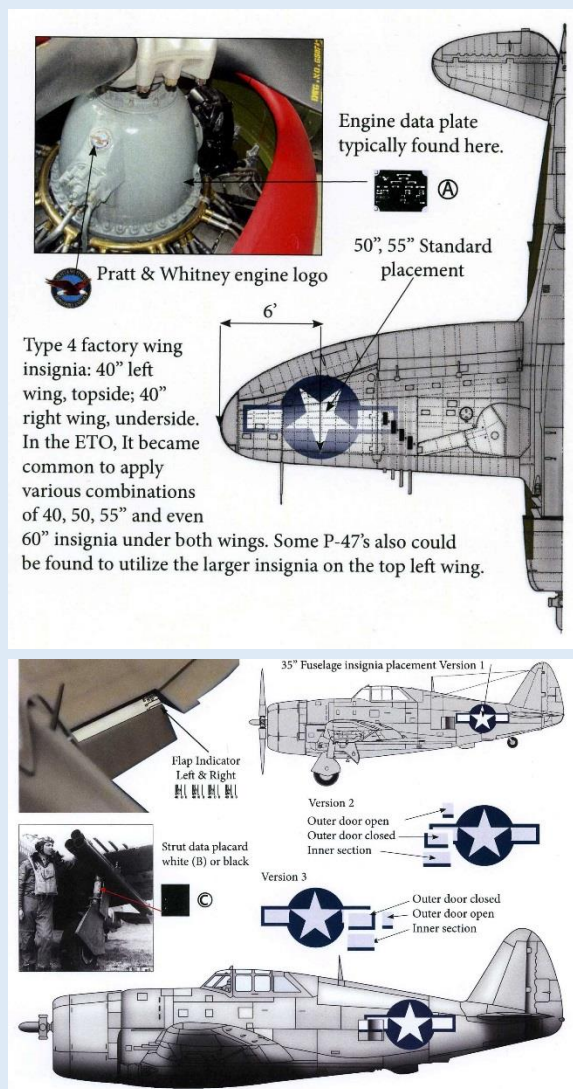 Engine data plate
typically found here.
A
50”, 55” Standard
placement
Pratt & Whitney engine logo
6’
Type 4 factory wing
insignia: 40” left
wing, topside; 40”
right wing, underside.
In the ETO, It became
common to apply
various combinations
of 40, 50, 55” and even
60” insignia under both wings. Some P-47’s also could
be found to utilize the larger insignia on the top left wing.
35” Fuselage insignia placement Version 1
Flap Indicator
Left & Right
Version 2
Outer door open
Outer door closed
Inner section
Strut data placard
white (B) or black
C
Version 3
Outer door closed
Outer door open
Inner section